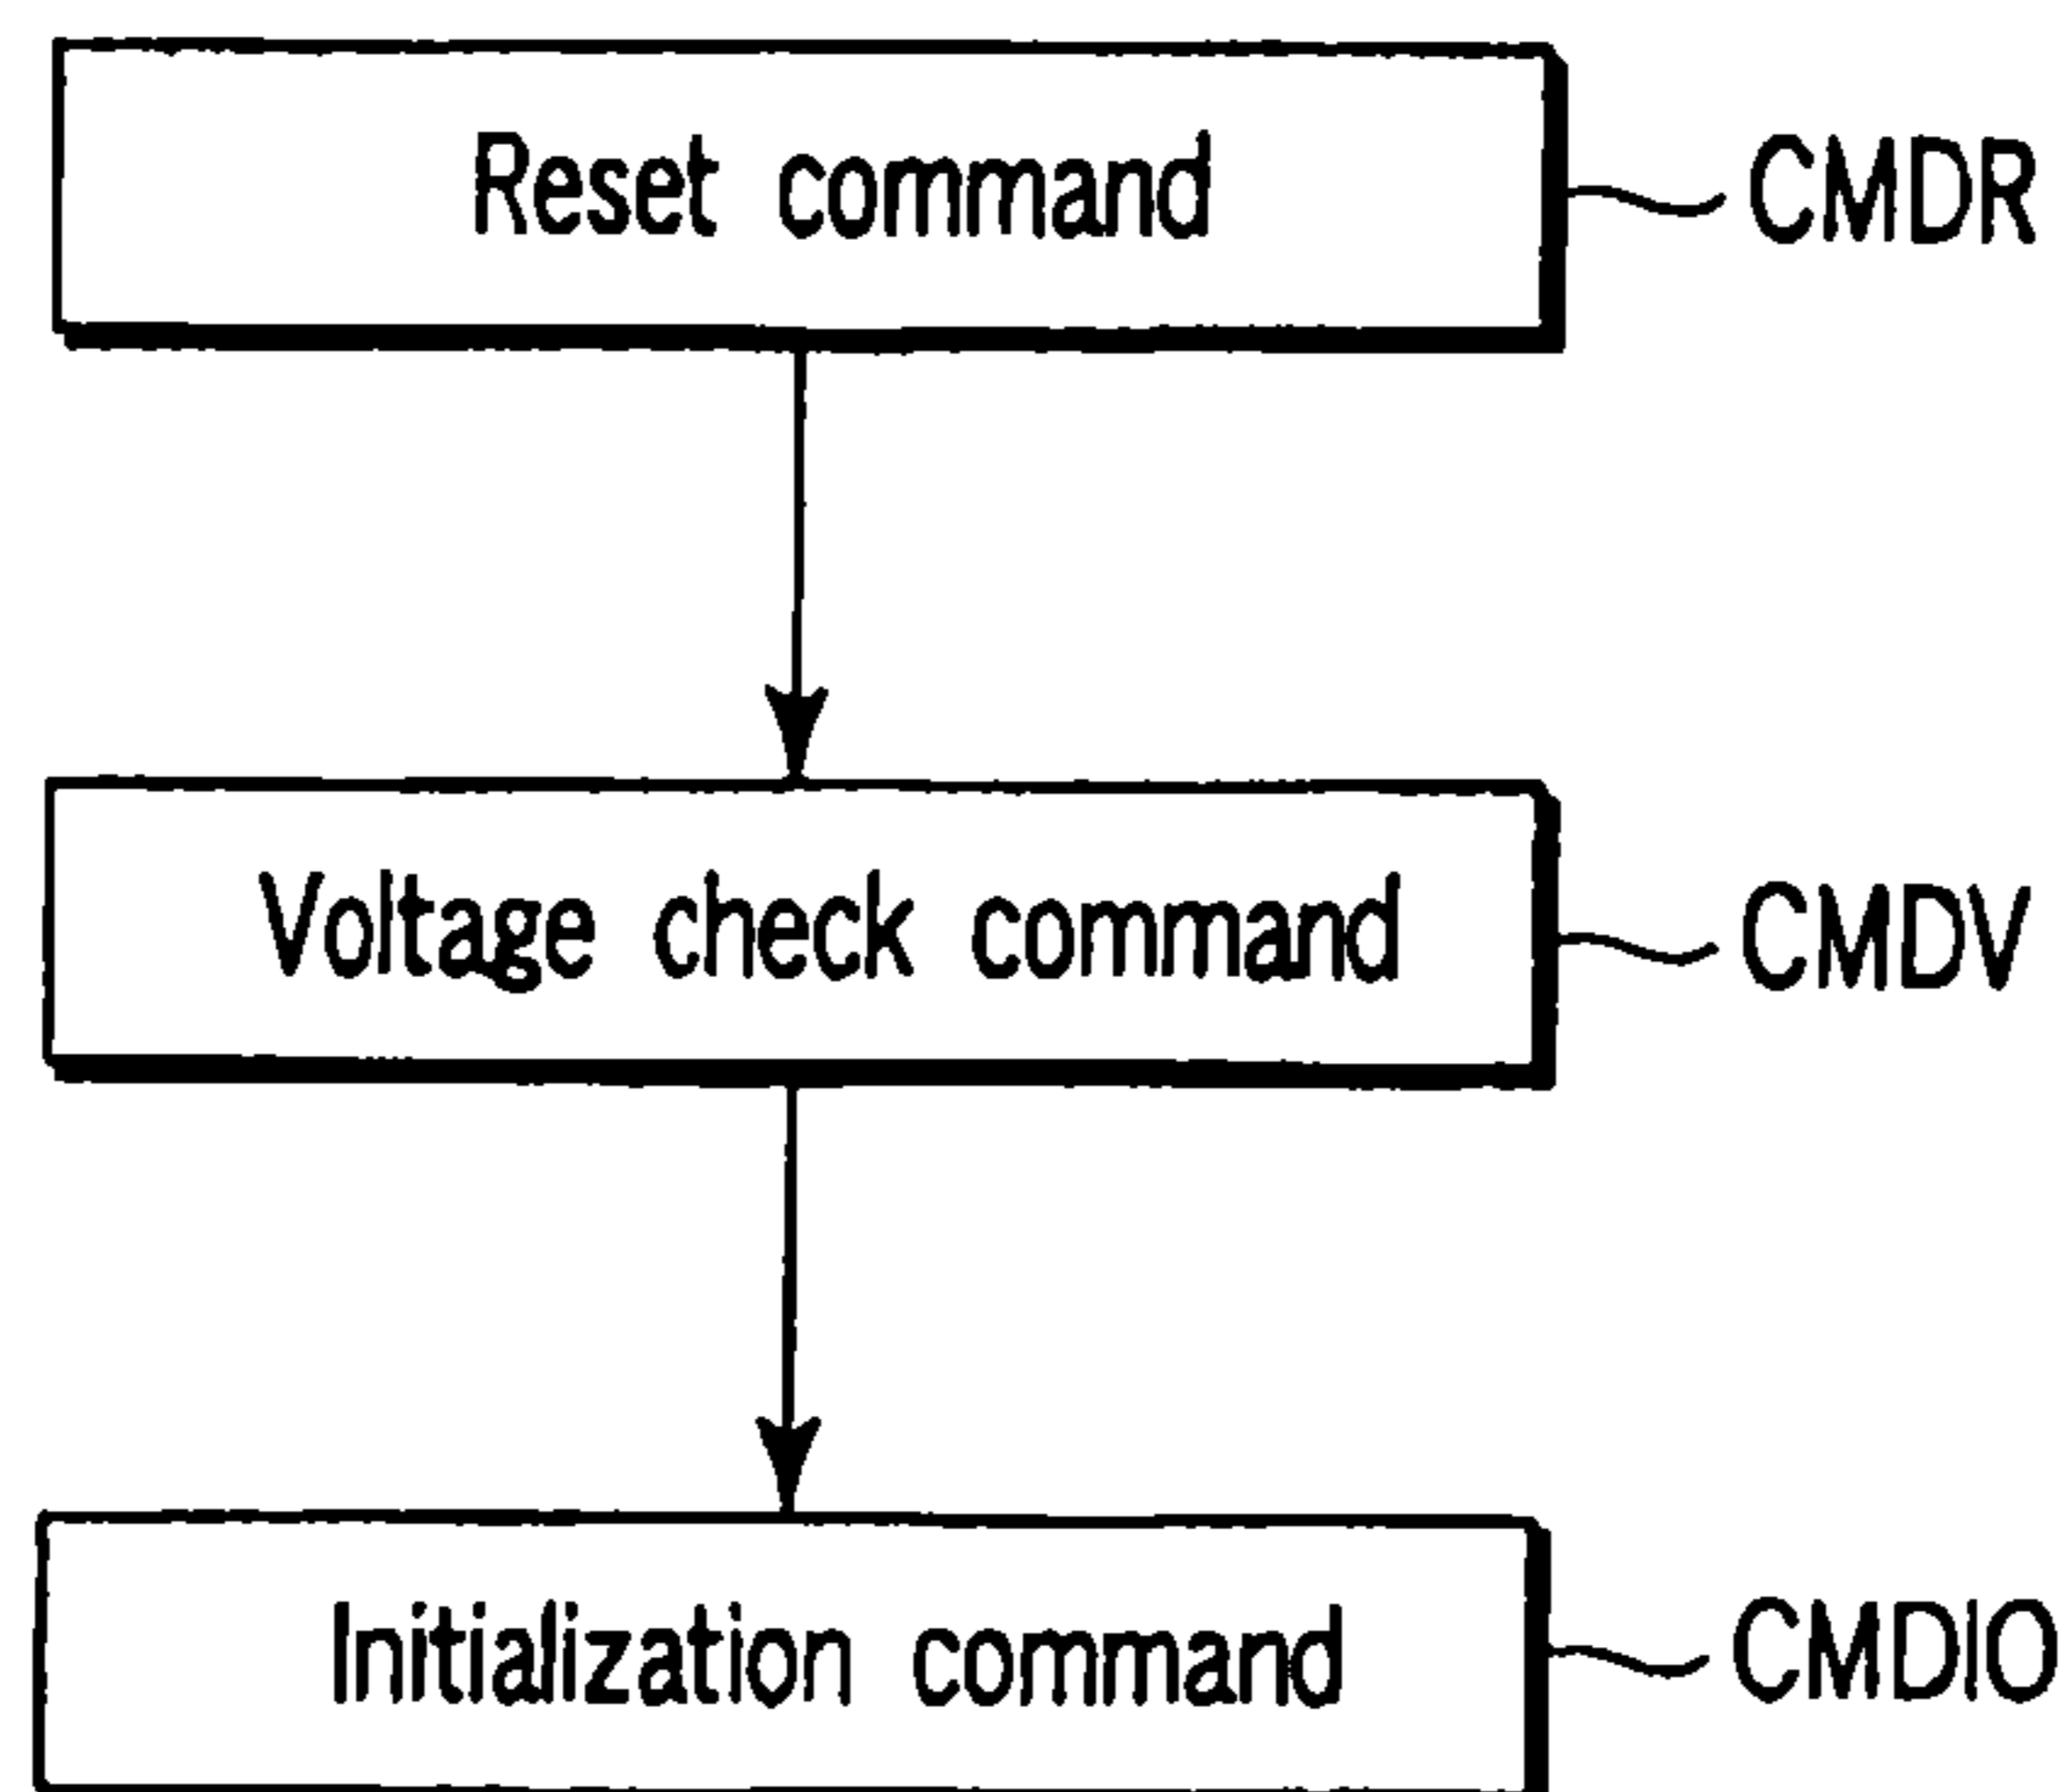 Reset command
CMDR
Voltage check command
CMDV
Initialization command
CMDIO